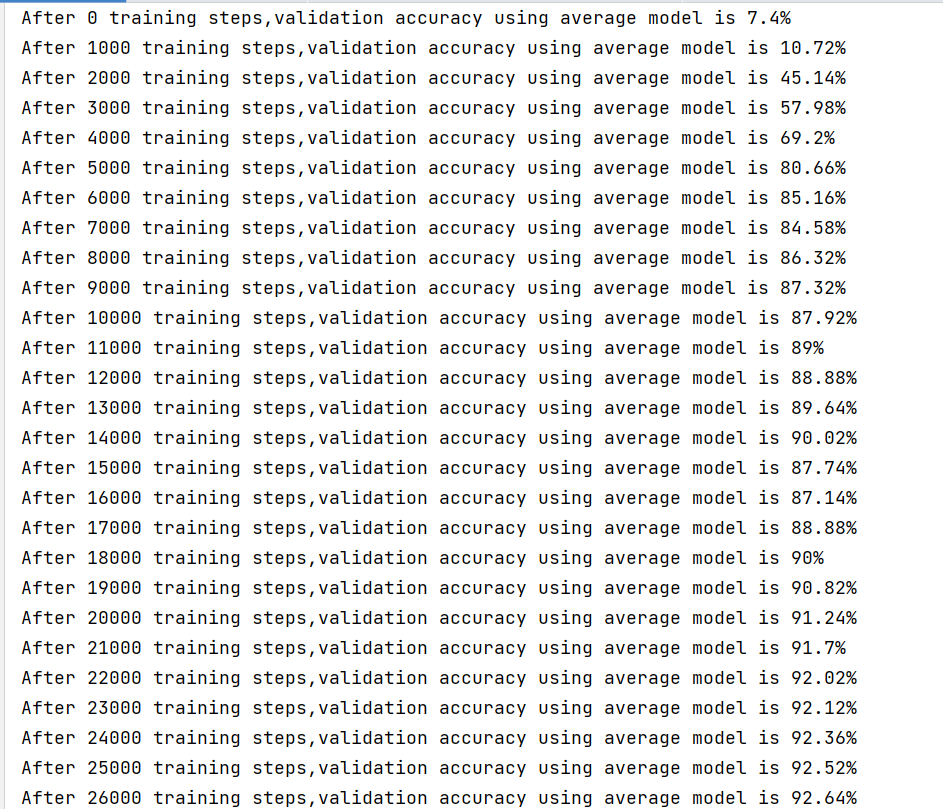 After 0 training steps,validation accuracy using average model is 7.4%
After 1000 training steps,validation accuracy using average model is 10.72%
After 2000 training steps,validation accuracy using average model is 45.14%
After 3000 training steps,validation accuracy using average model is 57.98%
After 4000 training steps,validation accuracy using average model is 69.2%
After 5000 training steps,validation accuracy using average model is 80.66%
After 6000 training steps,validation accuracy using average model is 85.16%
After 7000 training steps,validation accuracy using average model is 84.58%
After 8000 training steps,validation accuracy using average model is 86.32%
After 9000 training steps,validation accuracy using average model is 87.32%
After 10000 training steps,validation accuracy using average model is 87.92%
After 11000 training steps,validation accuracy using average model is 89%
After 12000 training steps,validation accuracy using average model is 88.88%
After 13000 training steps,validation accuracy using average model is 89.64%
After 14000 training steps,validation accuracy using average model is 90.02%
After 15000 training steps,validation accuracy using average model is 87.74%
After 16000 training steps,validation accuracy using average model is 87.14%
After 17000 training steps,validation accuracy using average model is 88.88%
After 18000 training steps,validation accuracy using average model is 90%
After 19000 training steps,validation accuracy using average model is 90.82%
After 20000 training steps,validation accuracy using average model is 91.24%
After 21000 training steps,validation accuracy using average model is 91.7%
After 22000 training steps,validation accuracy using average model is 92.02%
After 23000 training steps,validation accuracy using average model is 92.12%
After 24000 training steps,validation accuracy using average model is 92.36%
After 25000 training steps,validation accuracy using average model is 92.52%
After 26000 training steps,validation accuracy using average model is 92.64%